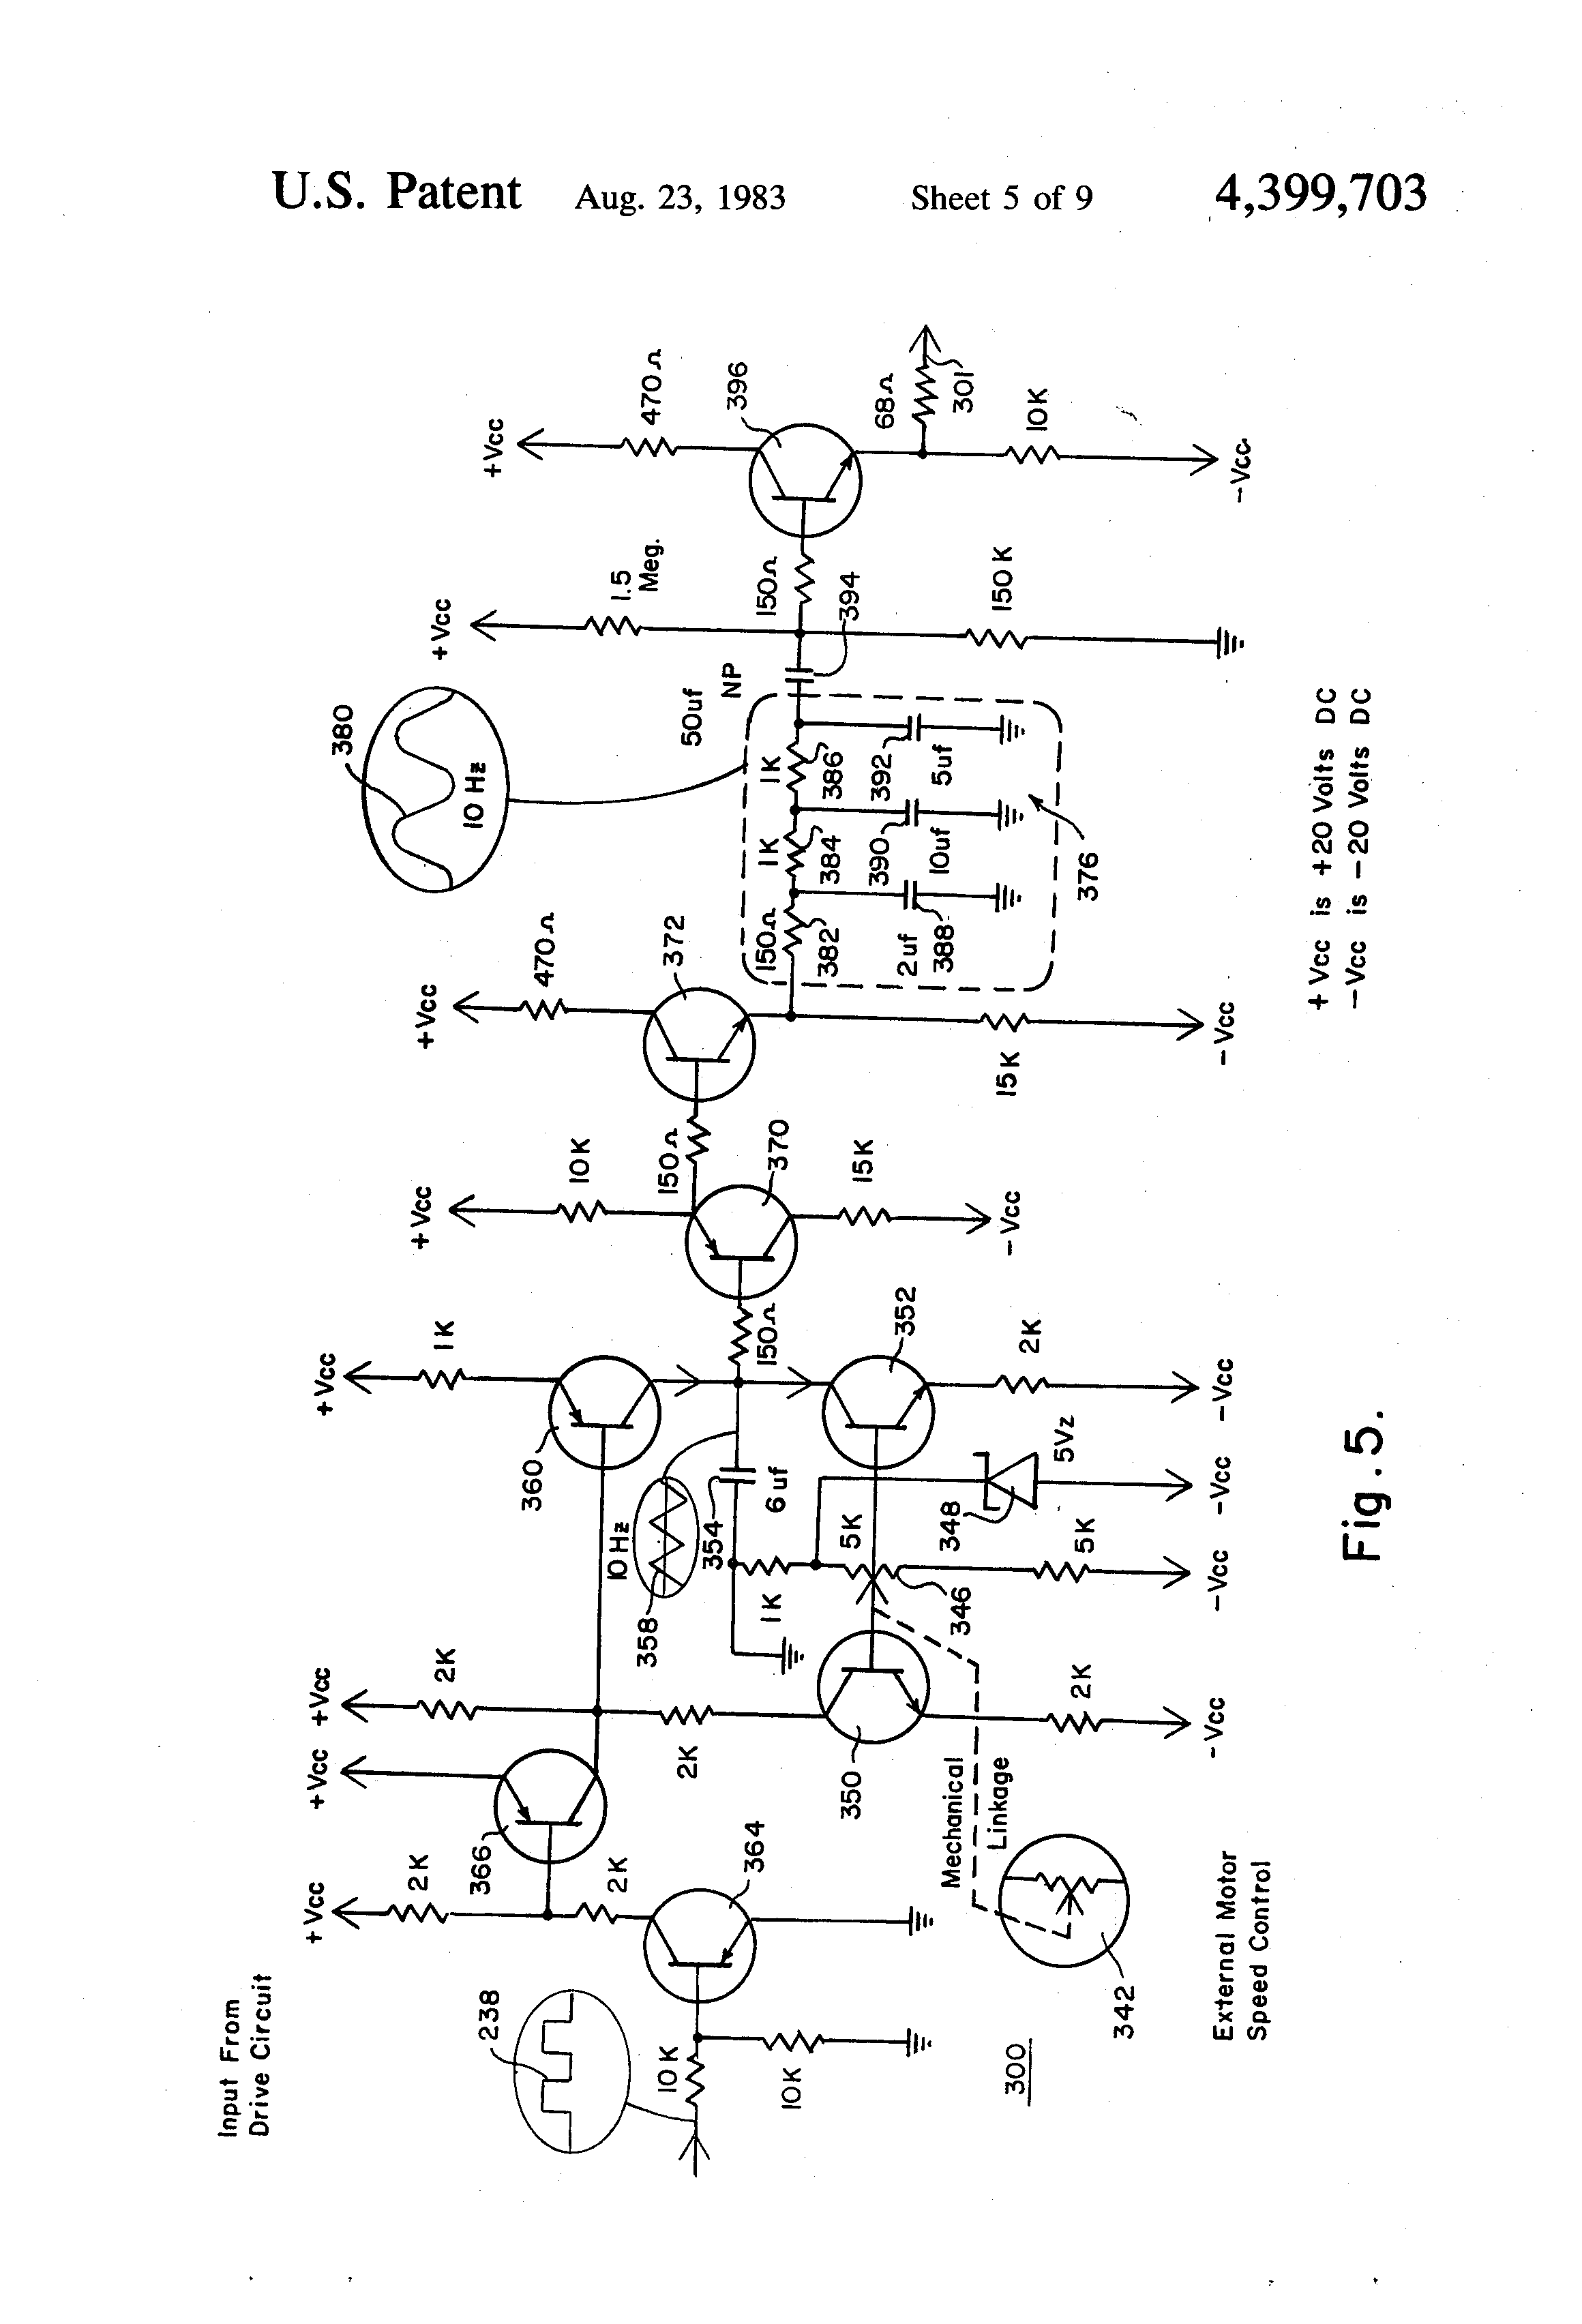 U.S. Patent Aug. 23, 1983 Sheet 5 of 9 4,399,703
Input From
Drive Circuit
238
10K
10K
+Vcc
2K
366
2K
364
+Vcc
+Vcc
2K
2K
350
2K
-Vcc
Mechanical
Linkage
342
External Motor
Speed Control
300
358
10 Hz
354
6uf
1K
5K
346
5K
-Vcc
348
5Vz
-Vcc
+Vcc
1K
360
150Ω
352
2K
-Vcc
+Vcc
10K
150Ω
370
15K
-Vcc
+Vcc
470Ω
372
15K
-Vcc
380
10 Hz
150Ω
382
2uf
388
1K
384
390
10uf
1K
386
392
5uf
376
50uf
NP
394
+Vcc
1.5
Meg.
150Ω
150K
+Vcc
470Ω
396
68Ω
301
10K
-Vcc
+Vcc is +20 Volts DC
-Vcc is -20 Volts DC
Fig. 5.